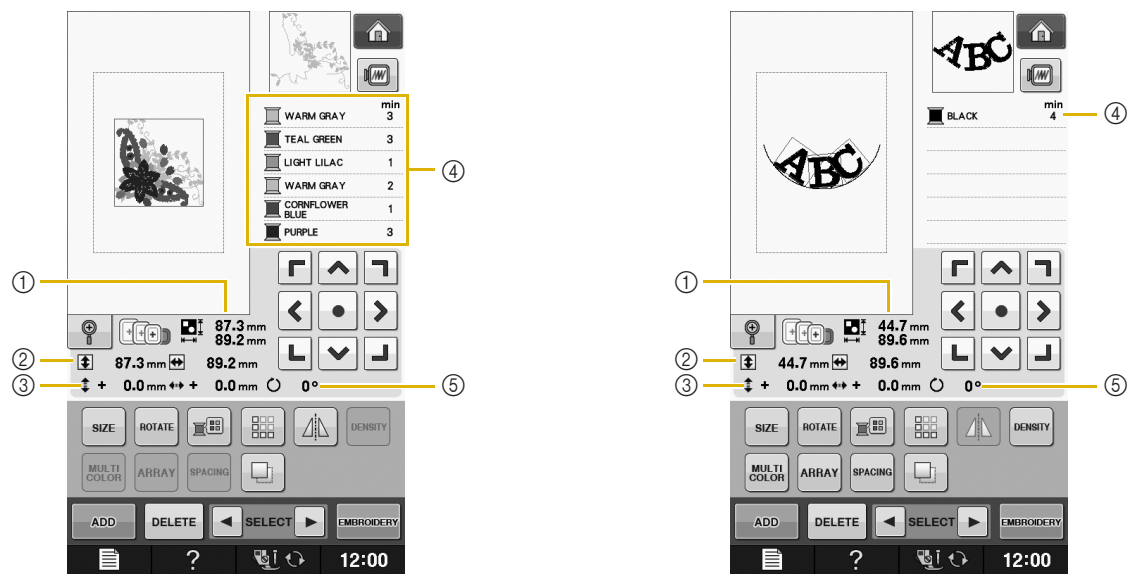 min
WARM GRAY 3
TEAL GREEN 3
LIGHT LILAC 1
WARM GRAY 2
CORNFLOWER
BLUE 1
PURPLE 3
④
①
87.3 mm
89.2 mm
② 87.3 mm 89.2 mm
③ + 0.0 mm + 0.0 mm 0° ⑤
SIZE ROTATE DENSITY
MULTI
COLOR ARRAY SPACING
ADD DELETE SELECT EMBROIDERY
? 12:00
ABC
min
BLACK 4 ④
ABC
①
44.7 mm
89.6 mm
② 44.7 mm 89.6 mm
③ + 0.0 mm + 0.0 mm 0° ⑤
SIZE ROTATE DENSITY
MULTI
COLOR ARRAY SPACING
ADD DELETE SELECT EMBROIDERY
? 12:00